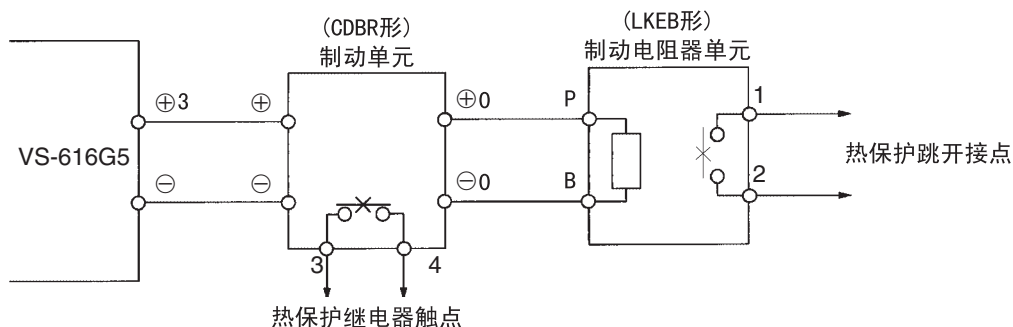 (CDBR形)
制动单元
(LKEB形)
制动电阻器单元
⊕3
⊕
⊕0
P
1
VS-616G5
热保护跳开接点
⊖
⊖
⊖0
B
2
3
4
热保护继电器触点